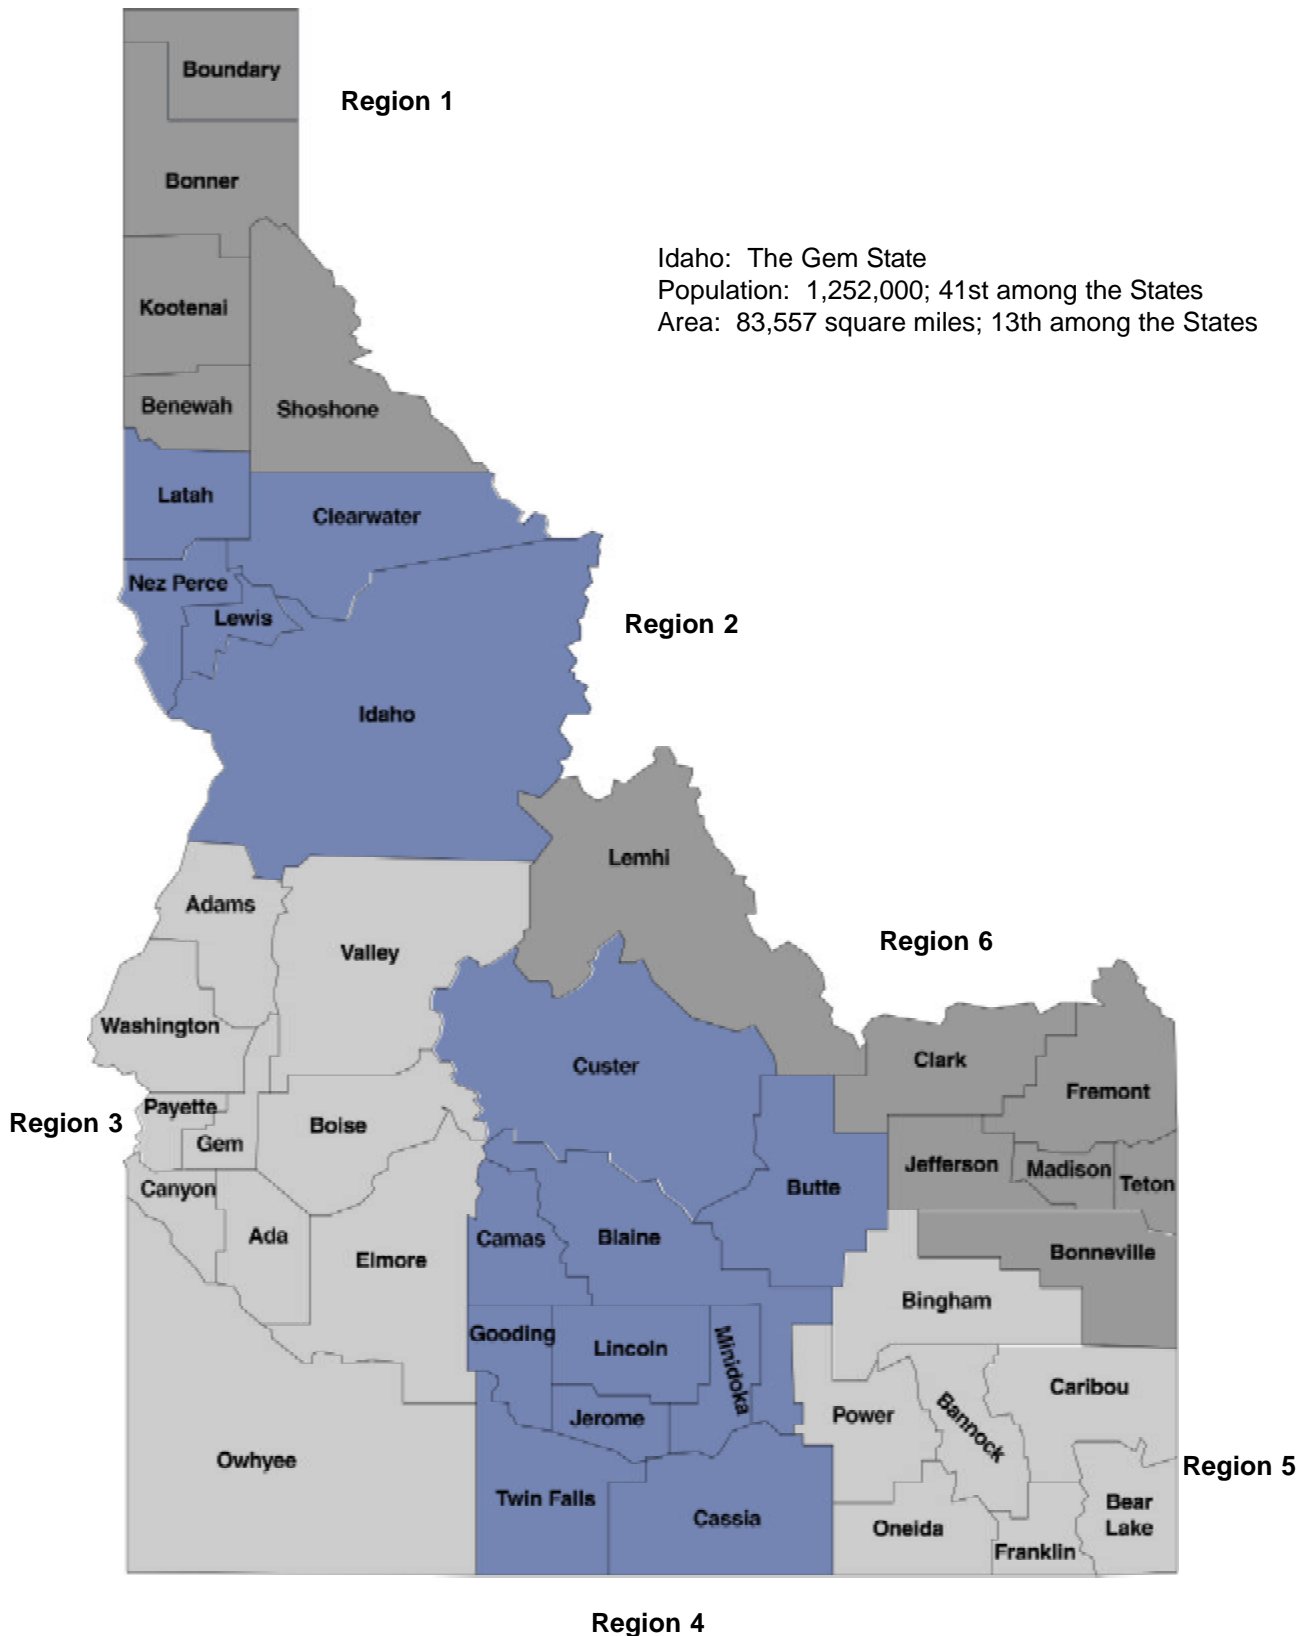 Boundary
Region 1
Bonner
Idaho: The Gem State
Population: 1,252,000; 41st among the States
Area: 83,557 square miles; 13th among the States
Kootenai
Benewah
Shoshone
Latah
Clearwater
Nez Perce
Lewis
Region 2
Idaho
Lemhi
Adams
Valley
Region 6
Washington
Custer
Clark
Fremont
Payette
Region 3
Boise
Gem
Jefferson
Madison
Teton
Canyon
Butte
Ada
Camas
Blaine
Elmore
Bonneville
Bingham
Gooding
Lincoln
Minidoka
Caribou
Power
Bannock
Jerome
Owhyee
Region 5
Twin Falls
Cassia
Oneida
Bear
Lake
Franklin
Region 4